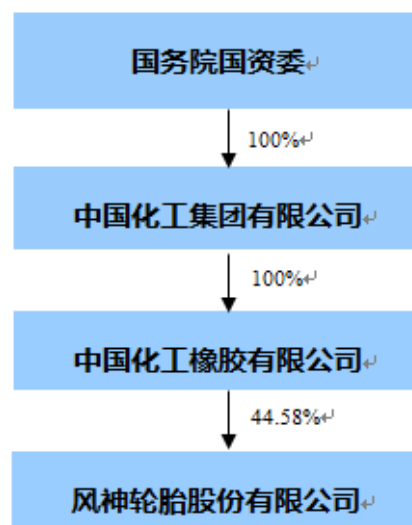 国务院国资委
100%
中国化工集团有限公司
100%
中国化工橡胶有限公司
44.58%
风神轮胎股份有限公司